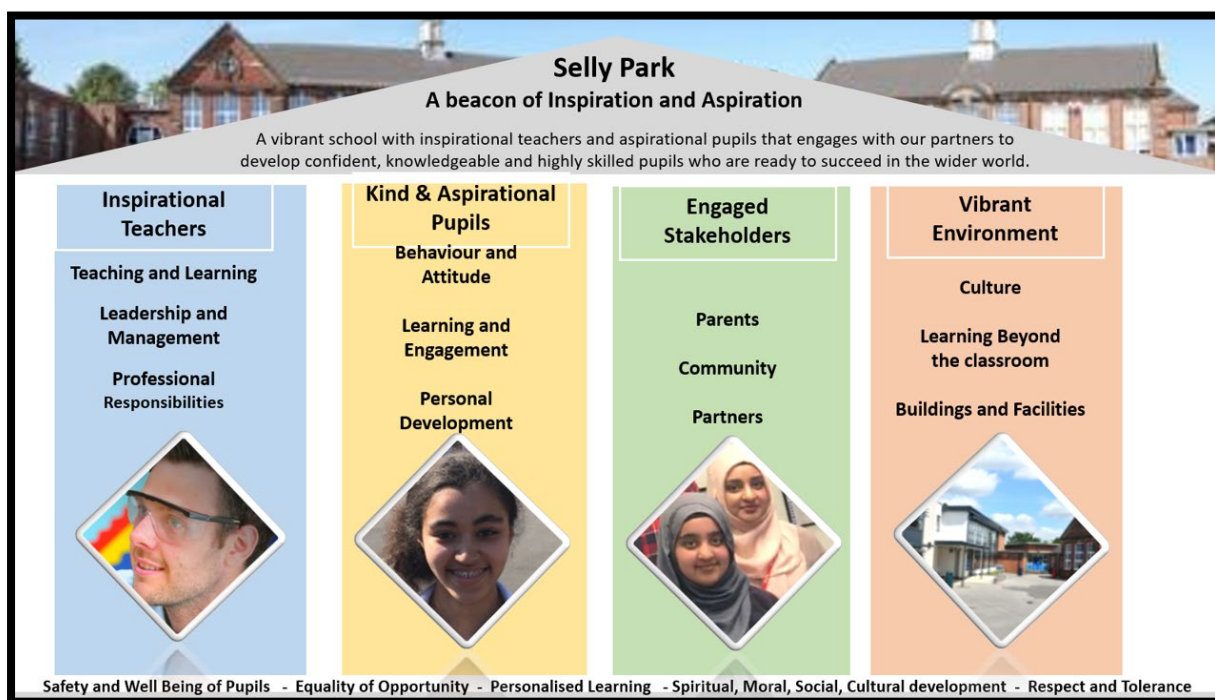 Selly Park
A beacon of Inspiration and Aspiration
A vibrant school with inspirational teachers and aspirational pupils that engages with our partners to
develop confident, knowledgeable and highly skilled pupils who are ready to succeed in the wider world.
Inspirational
Teachers
Teaching and Learning
Leadership and
Management
Professional
Responsibilities
Kind & Aspirational
Pupils
Behaviour and
Attitude
Learning and
Engagement
Personal
Development
Engaged
Stakeholders
Parents
Community
Partners
Vibrant
Environment
Culture
Learning Beyond
the classroom
Buildings and Facilities
Safety and Well Being of Pupils - Equality of Opportunity - Personalised Learning - Spiritual, Moral, Social, Cultural development - Respect and Tolerance